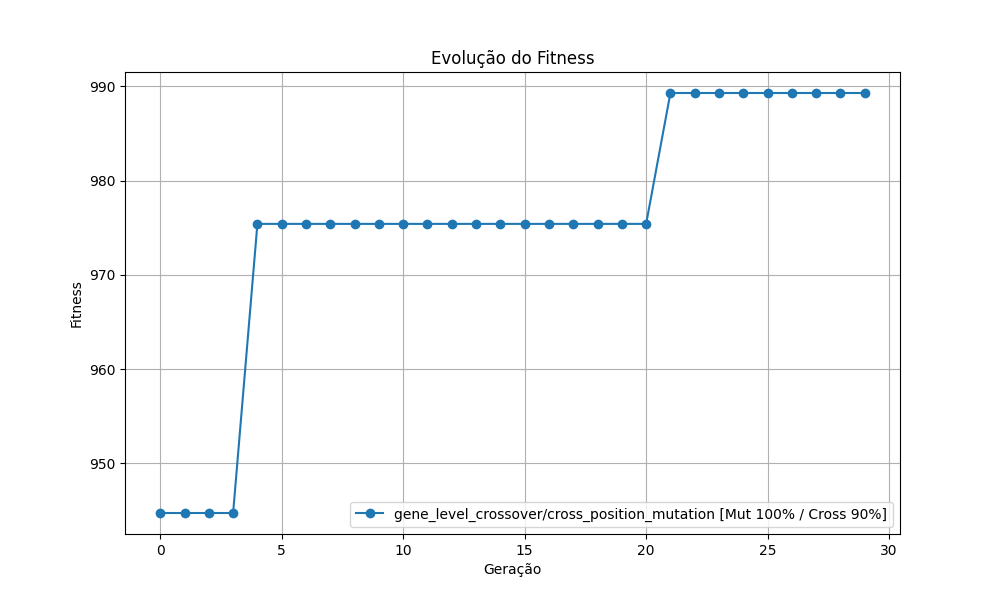 Evolução do Fitness
Fitness
990
980
970
960
950
0 5 10 15 20 25 30
Geração
gene_level_crossover/cross_position_mutation [Mut 100% / Cross 90%]